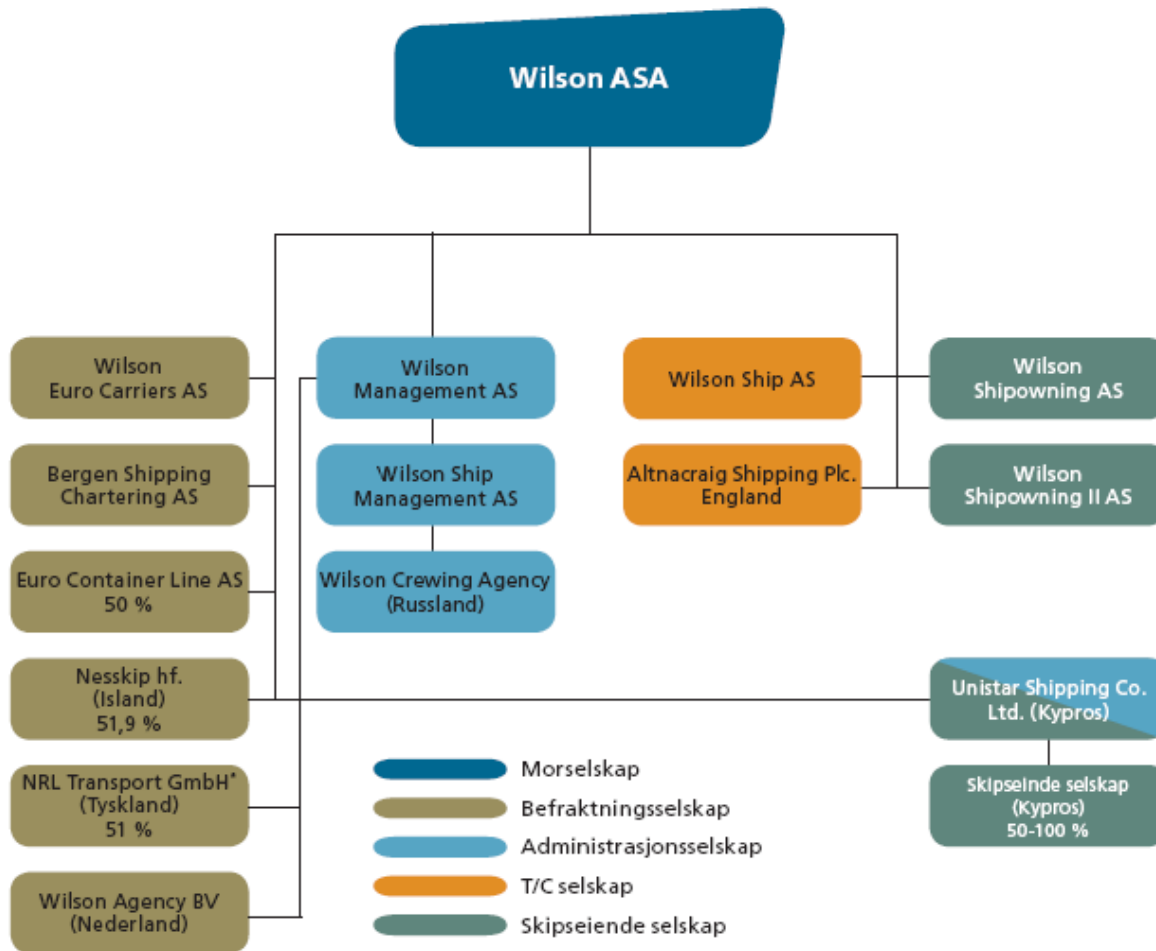 Wilson ASA
Wilson
Euro Carriers AS
Wilson
Management AS
Wilson Ship AS
Wilson
Shipowning AS
Bergen Shipping
Chartering AS
Wilson Ship
Management AS
Altnacraig Shipping Plc.
England
Wilson
Shipowning II AS
Euro Container Line AS
50 %
Wilson Crewing Agency
(Russland)
Nesskip hf.
(Island)
51,9 %
Unistar Shipping Co.
Ltd. (Kypros)
NRL Transport GmbH*
(Tyskland)
51 %
Skipseinde selskap
(Kypros)
50-100 %
Wilson Agency BV
(Nederland)
Morselskap
Befraktningsselskap
Administrasjonsselskap
T/C selskap
Skipseiende selskap